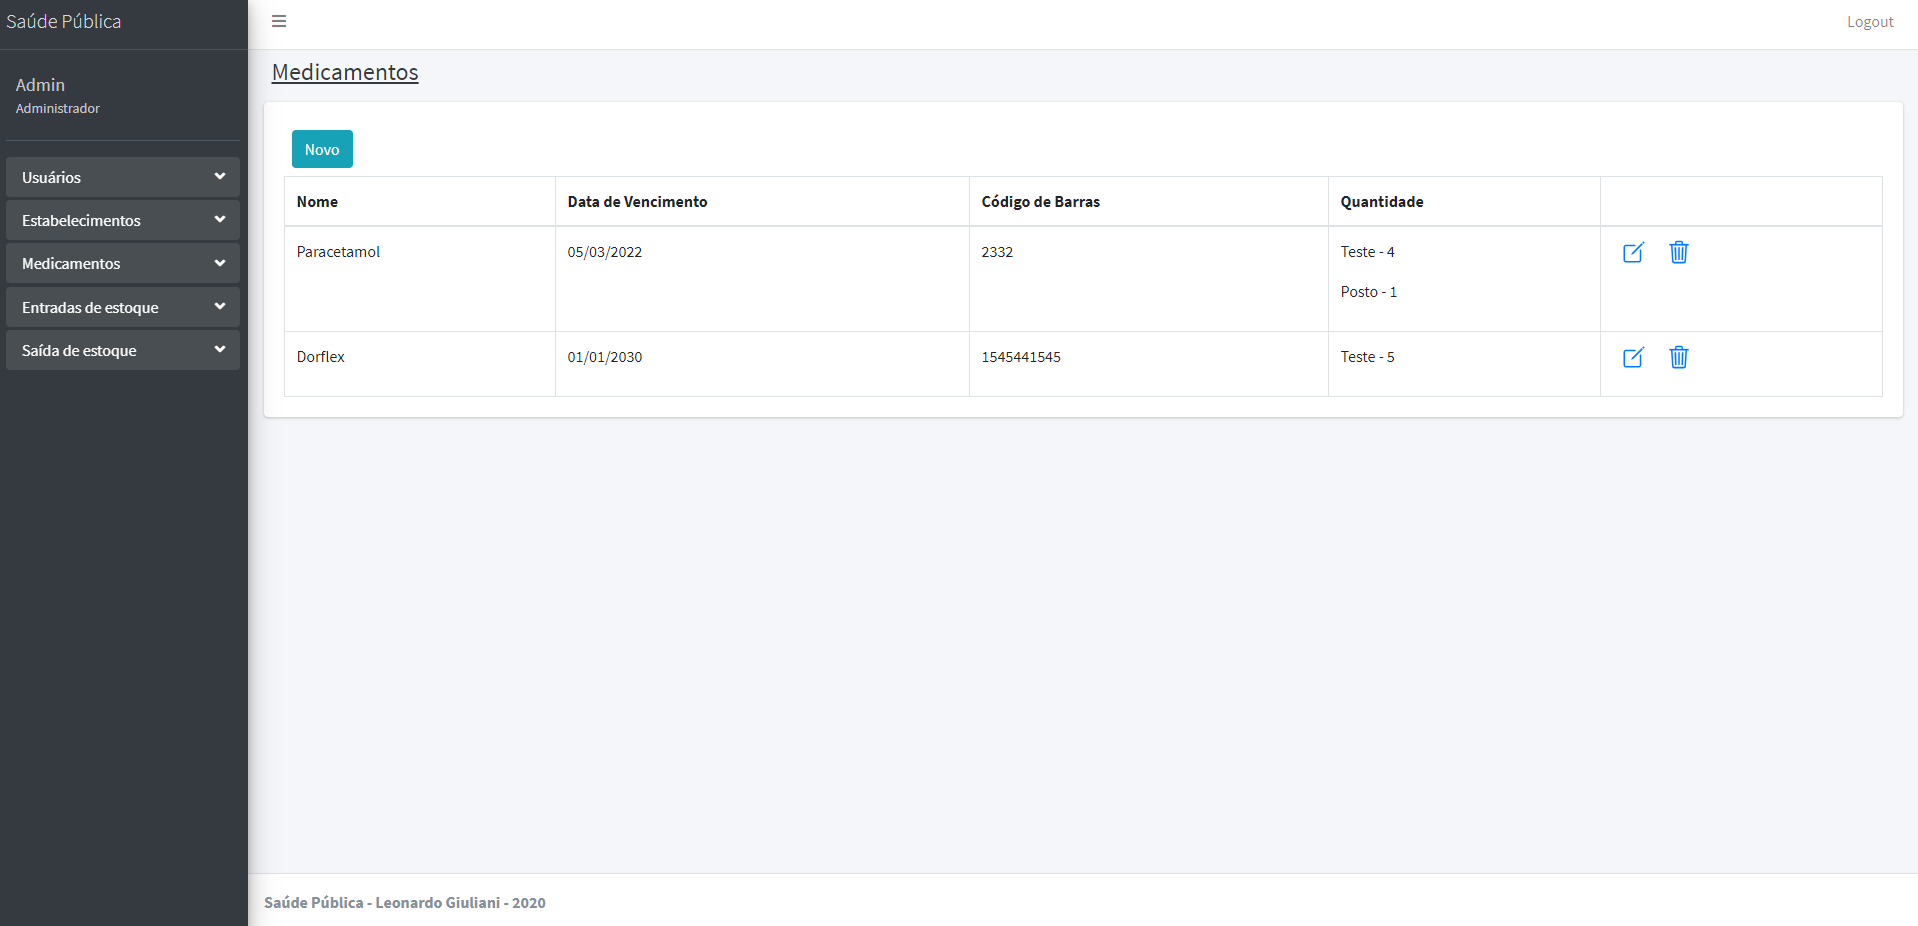 Saúde Pública
Logout
Admin
Administrador
Usuários
Estabelecimentos
Medicamentos
Entradas de estoque
Saída de estoque
Medicamentos
Novo
Nome Data de Vencimento Código de Barras Quantidade
Paracetamol 05/03/2022 2332 Teste - 4
Posto - 1
Dorflex 01/01/2030 1545441545 Teste - 5
Saúde Pública - Leonardo Giuliani - 2020